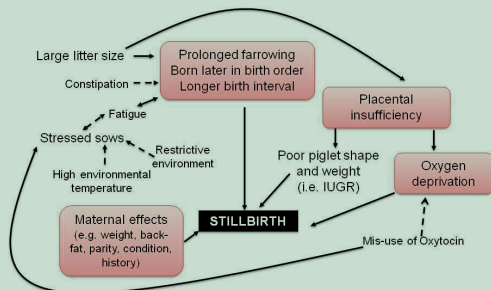 Large litter size
Prolonged farrowing
Born later in birth order
Longer birth interval
Constipation
Fatigue
Placental
insufficiency
Stressed sows
Restrictive
environment
High environmental
temperature
Poor piglet shape
and weight
(i.e. IUGR)
Oxygen
deprivation
Maternal effects
(e.g. weight, back-
fat, parity, condition,
history)
STILLBIRTH
Mis-use of Oxytocin